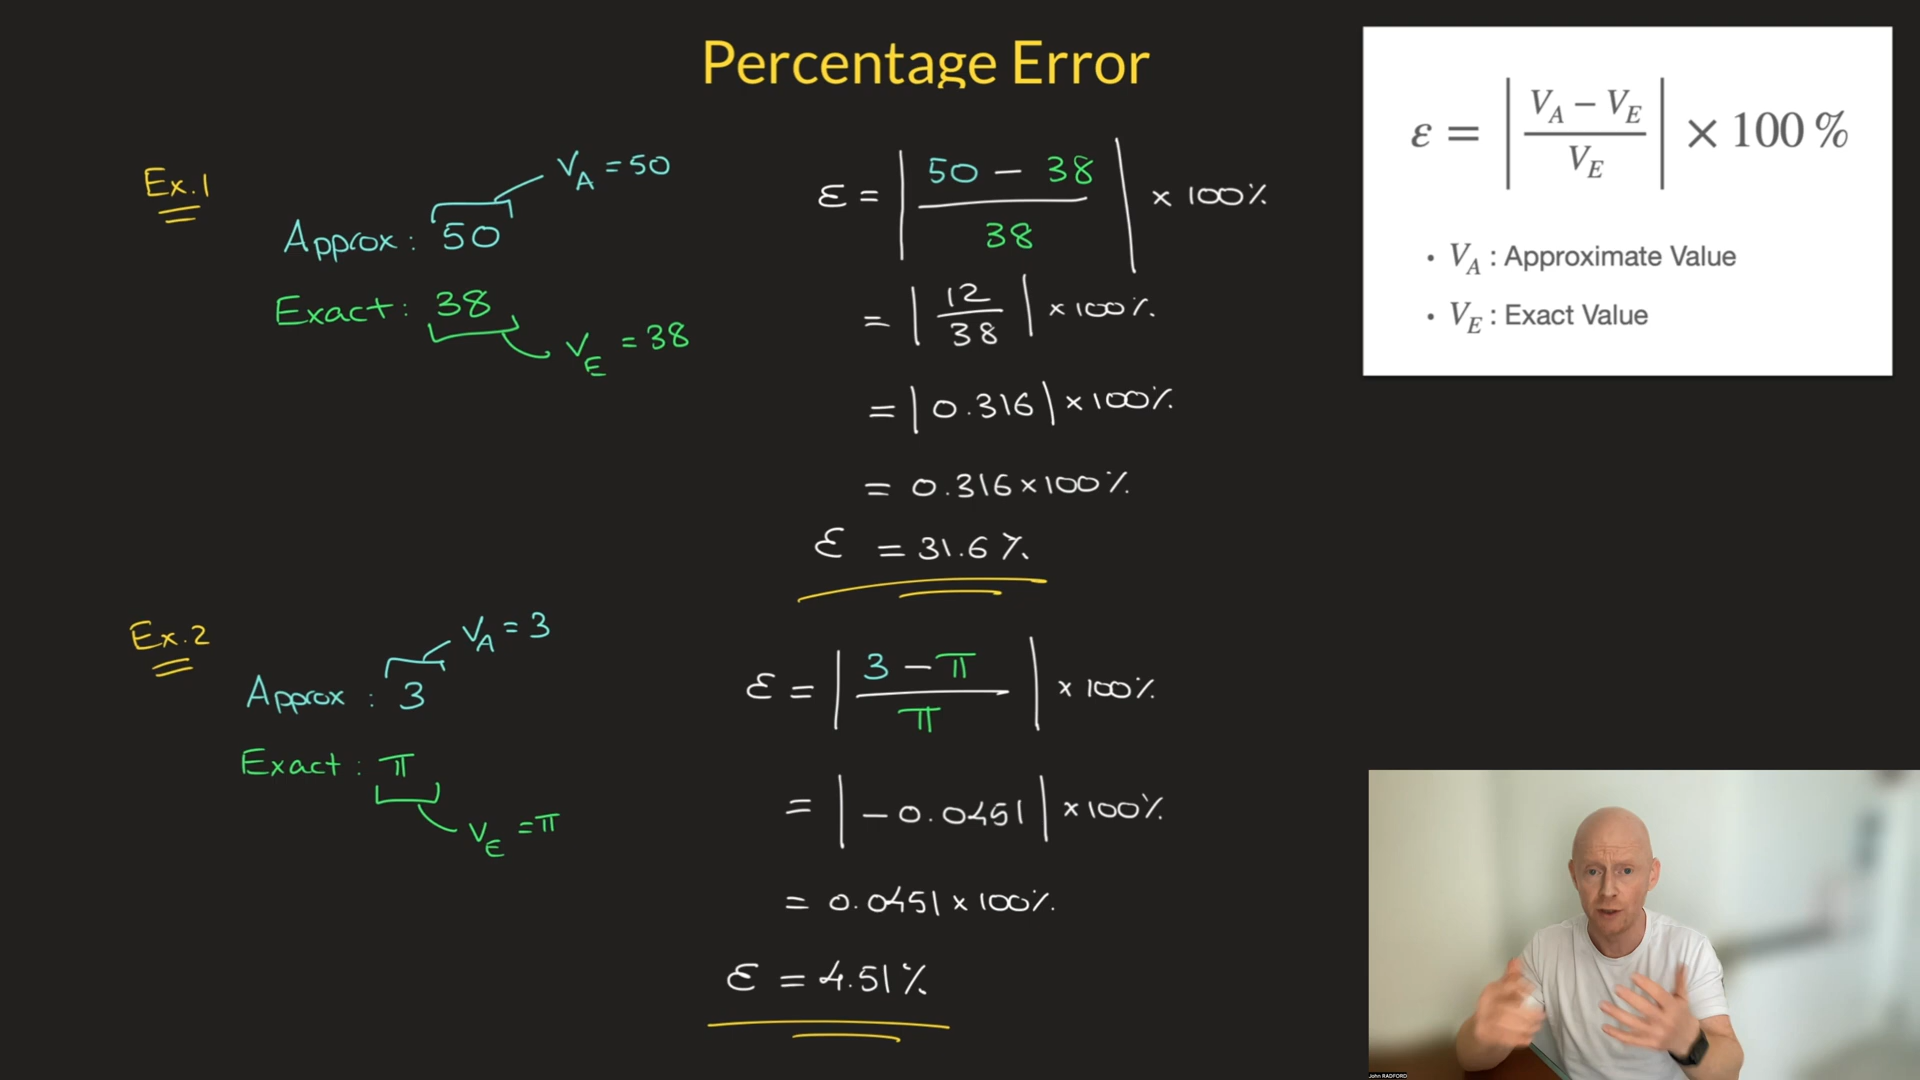 Percentage Error
ε = | V_A − V_E / V_E | × 100 %
• V_A : Approximate Value
• V_E : Exact Value
Ex.1
V_A = 50
Approx : 50
Exact : 38
V_E = 38
ε = | 50 − 38 / 38 | × 100%
= | 12 / 38 | × 100%
= | 0.316 | × 100%
= 0.316 × 100%
ε = 31.6%
Ex.2
V_A = 3
Approx : 3
Exact : π
V_E = π
ε = | 3 − π / π | × 100%
= | − 0.0451 | × 100%
= 0.0451 × 100%
ε = 4.51%
John RADFORD